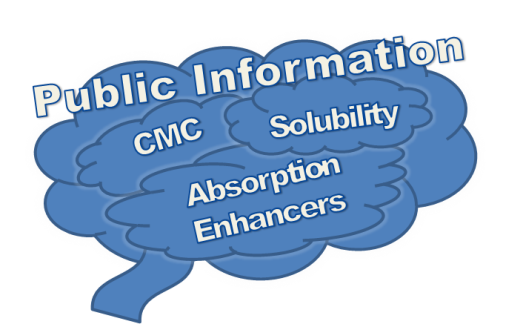 Public Information
CMC
Solubility
Absorption
Enhancers